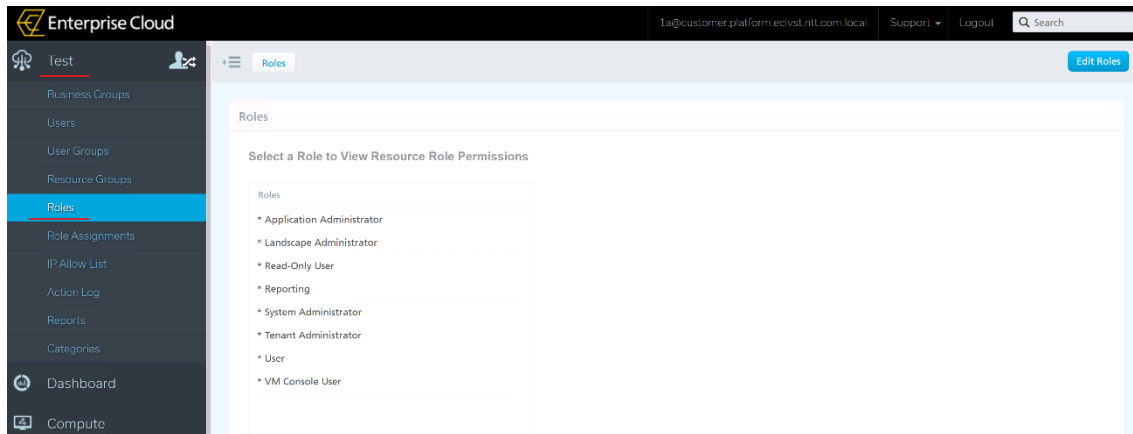 Enterprise Cloud
1a@customer.platform.eclvst.ntt.com.local
Support
Logout
Search
Test
Roles
Edit Roles
Business Groups
Users
User Groups
Resource Groups
Roles
Role Assignments
IP Allow-List
Action Log
Reports
Categories
Dashboard
Compute
Roles
Select a Role to View Resource Role Permissions
Roles
* Application Administrator
* Landscape Administrator
* Read-Only User
* Reporting
* System Administrator
* Tenant Administrator
* User
* VM Console User